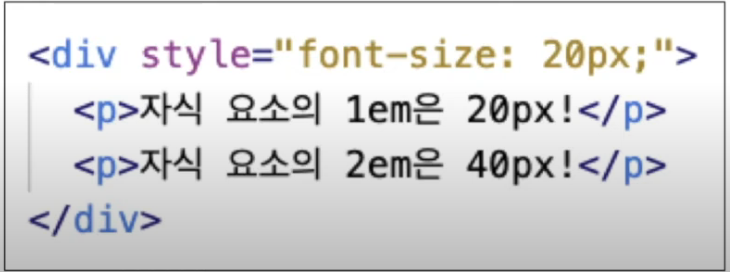 <div style="font-size: 20px;">
<p>자식 요소의 1em은 20px!</p>
<p>자식 요소의 2em은 40px!</p>
</div>